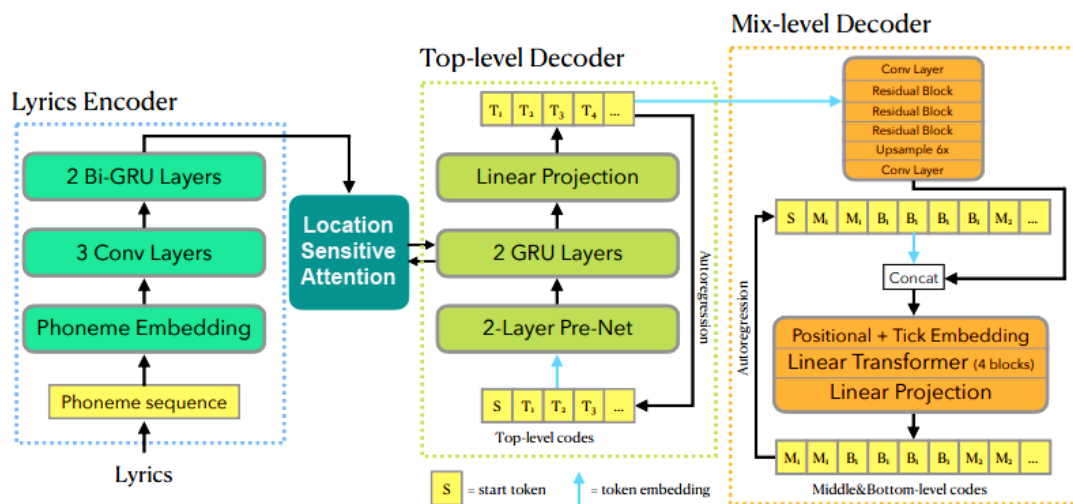 Lyrics Encoder
2 Bi-GRU Layers
3 Conv Layers
Phoneme Embedding
Phoneme sequence
Lyrics
Location
Sensitive
Attention
Top-level Decoder
T₁ T₂ T₃ T₄ ...
Linear Projection
2 GRU Layers
2-Layer Pre-Net
S T₁ T₂ T₃ ...
Top-level codes
Autoregression
Mix-level Decoder
Conv Layer
Residual Block
Residual Block
Residual Block
Upsample 6x
Conv Layer
S M₁ M₁ B₁ B₁ B₁ B₁ M₂ ...
Concat
Autoregression
Positional + Tick Embedding
Linear Transformer (4 blocks)
Linear Projection
M₁ M₁ B₁ B₁ B₁ B₁ M₂ M₂ ...
Middle&Bottom-level codes
S = start token
= token embedding